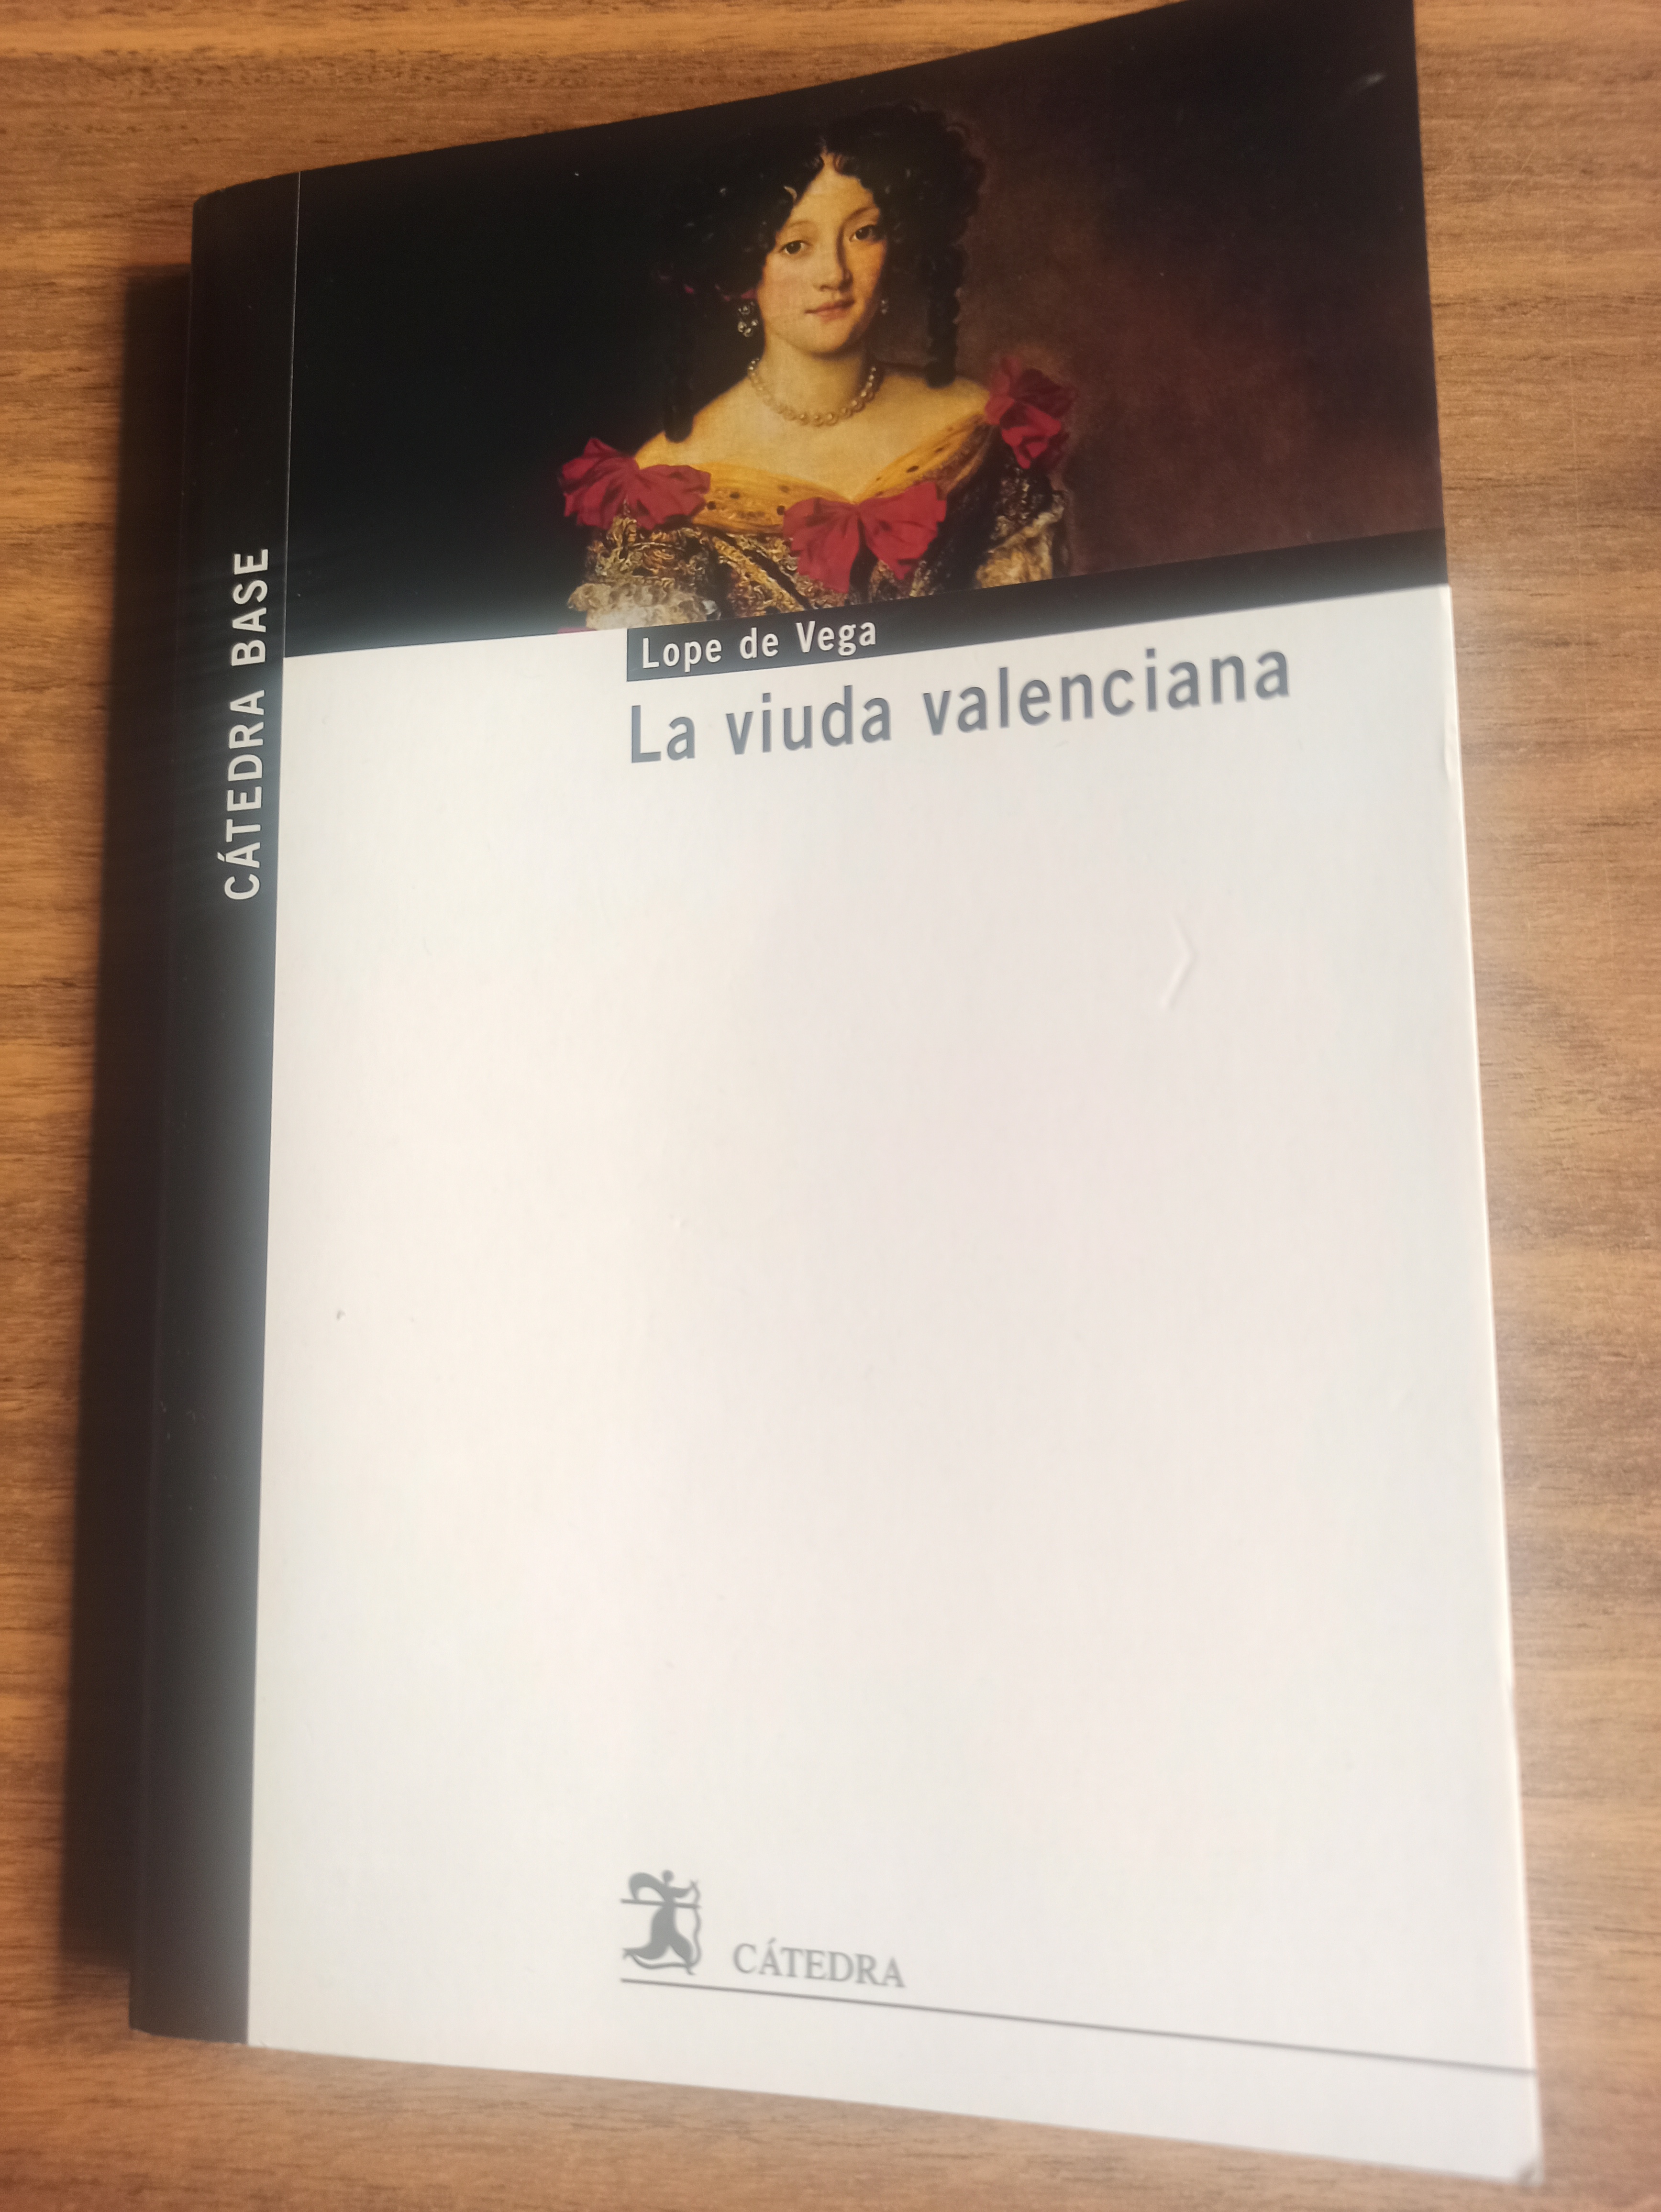 CÁTEDRA BASE
Lope de Vega
La viuda valenciana
CÁTEDRA